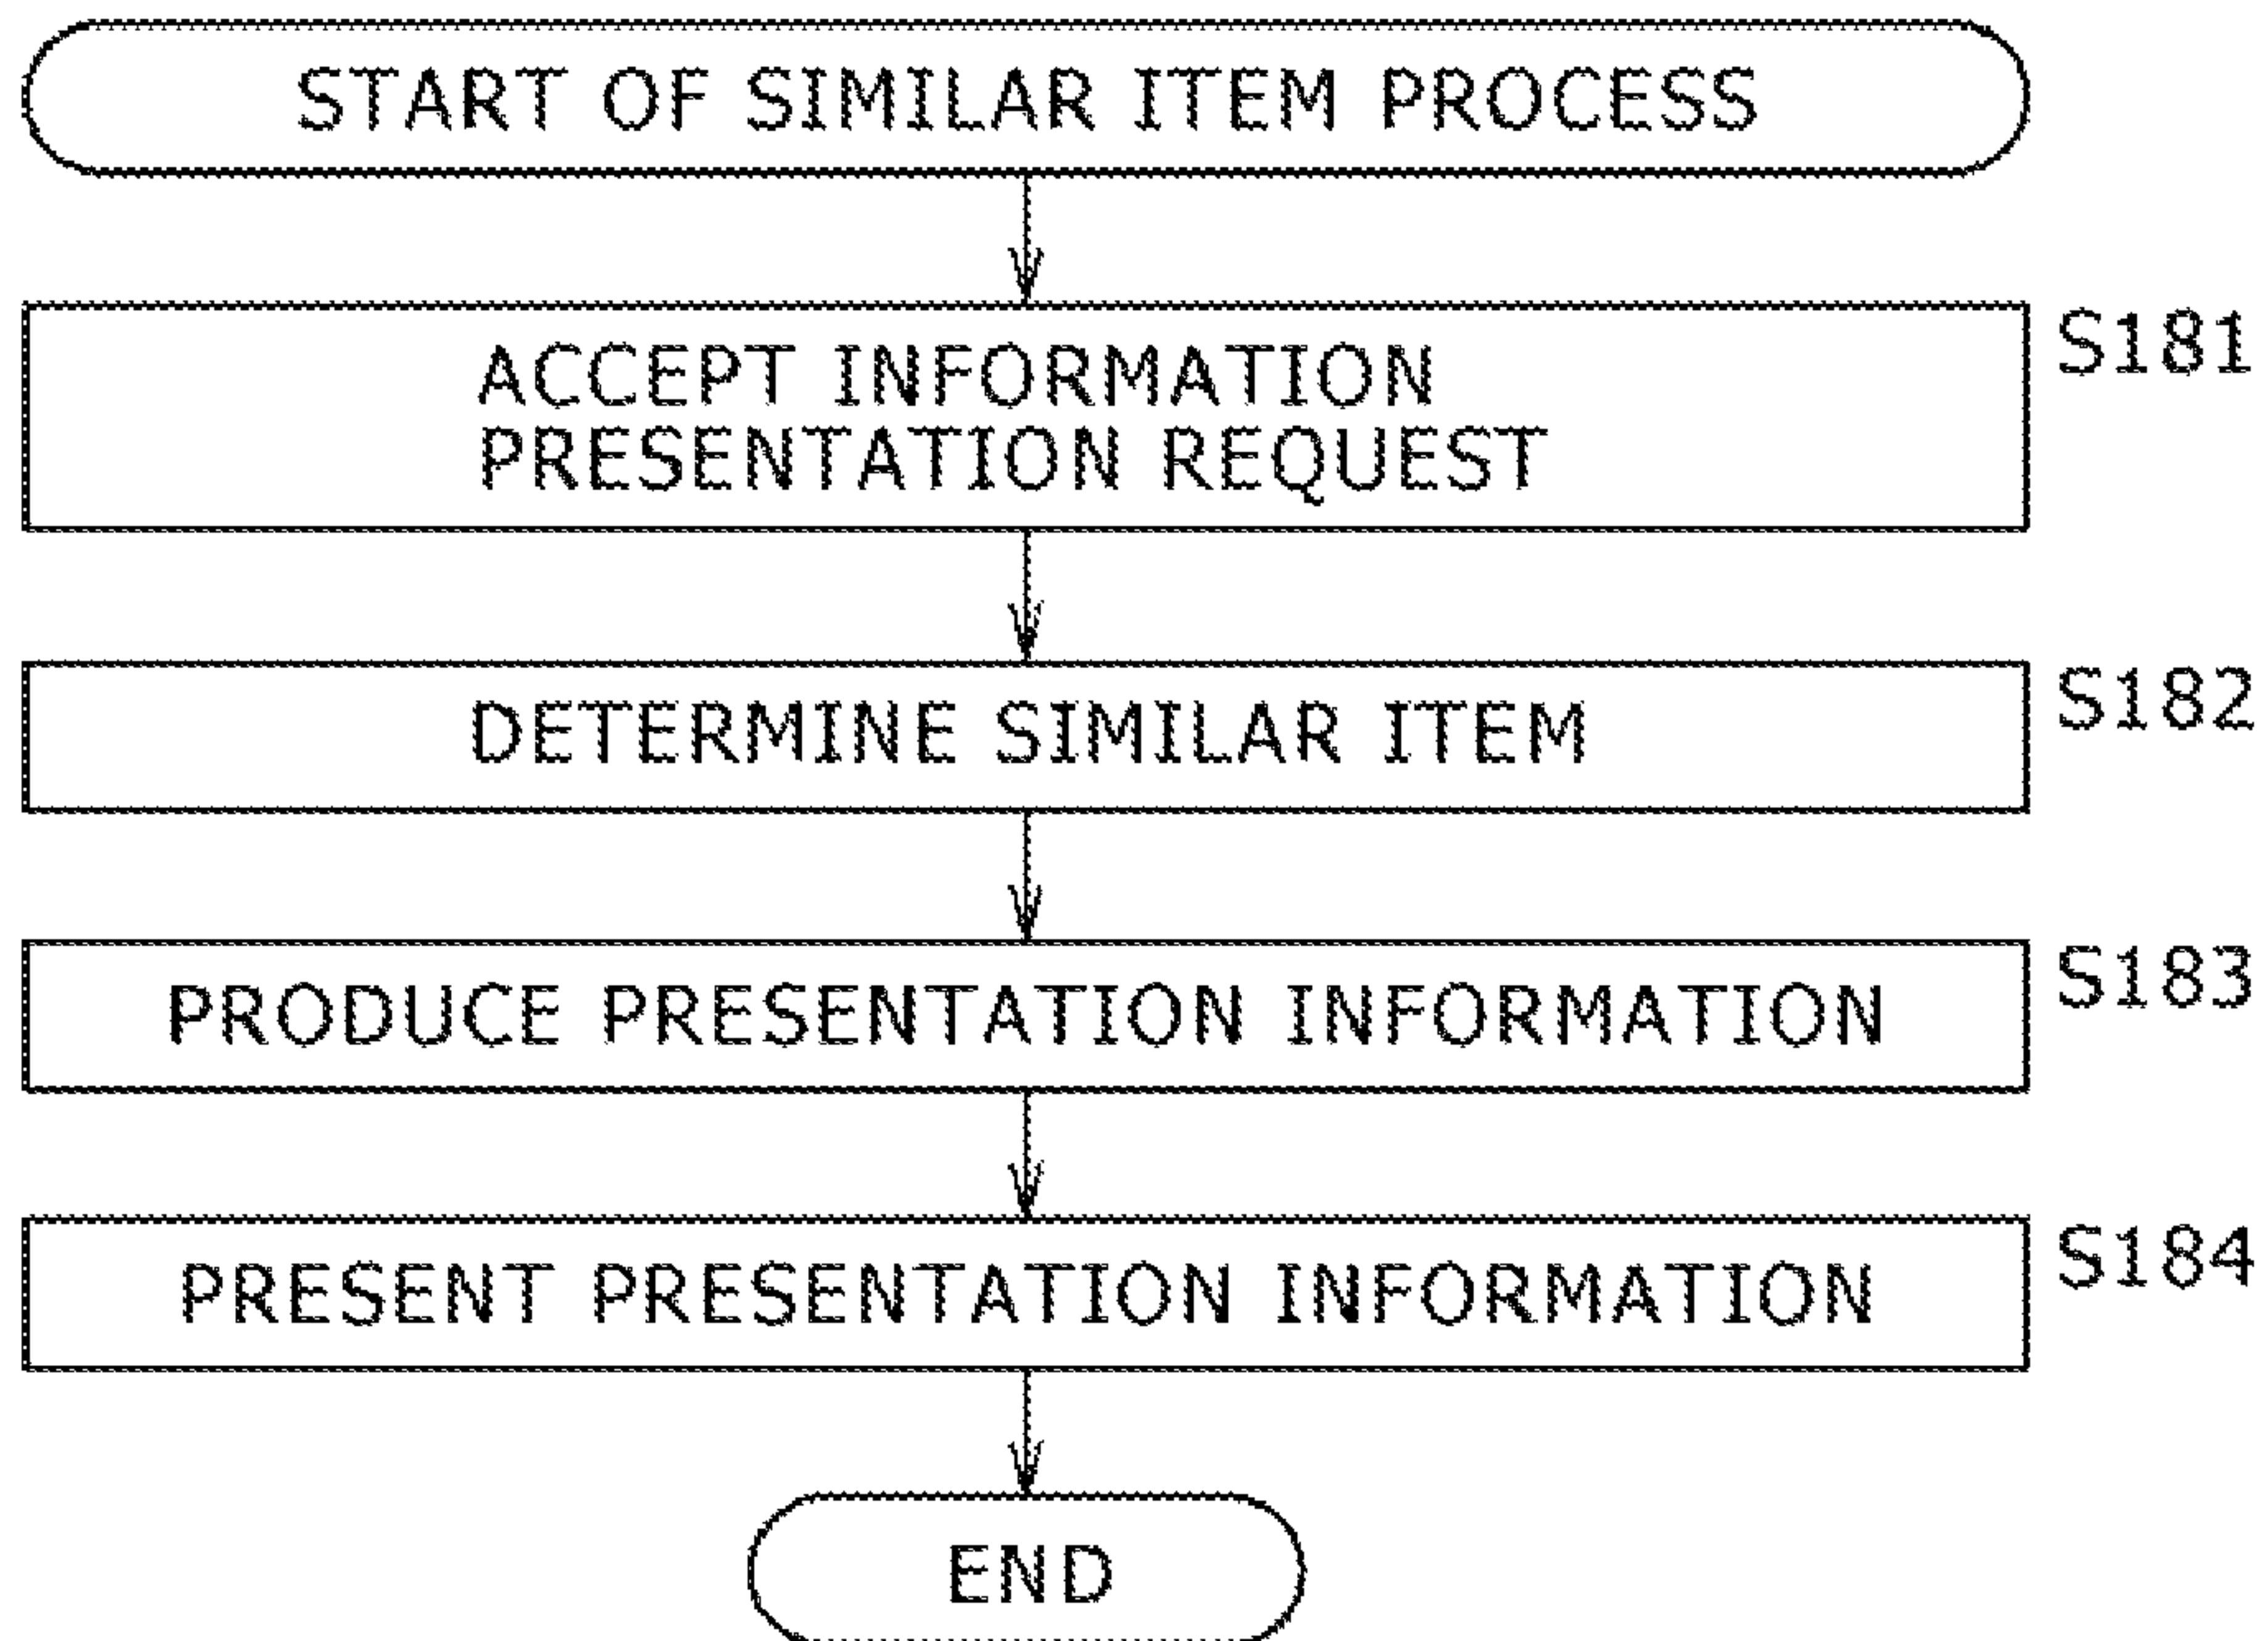 START OF SIMILAR ITEM PROCESS
ACCEPT INFORMATION
PRESENTATION REQUEST
S181
DETERMINE SIMILAR ITEM
S182
PRODUCE PRESENTATION INFORMATION
S183
PRESENT PRESENTATION INFORMATION
S184
END